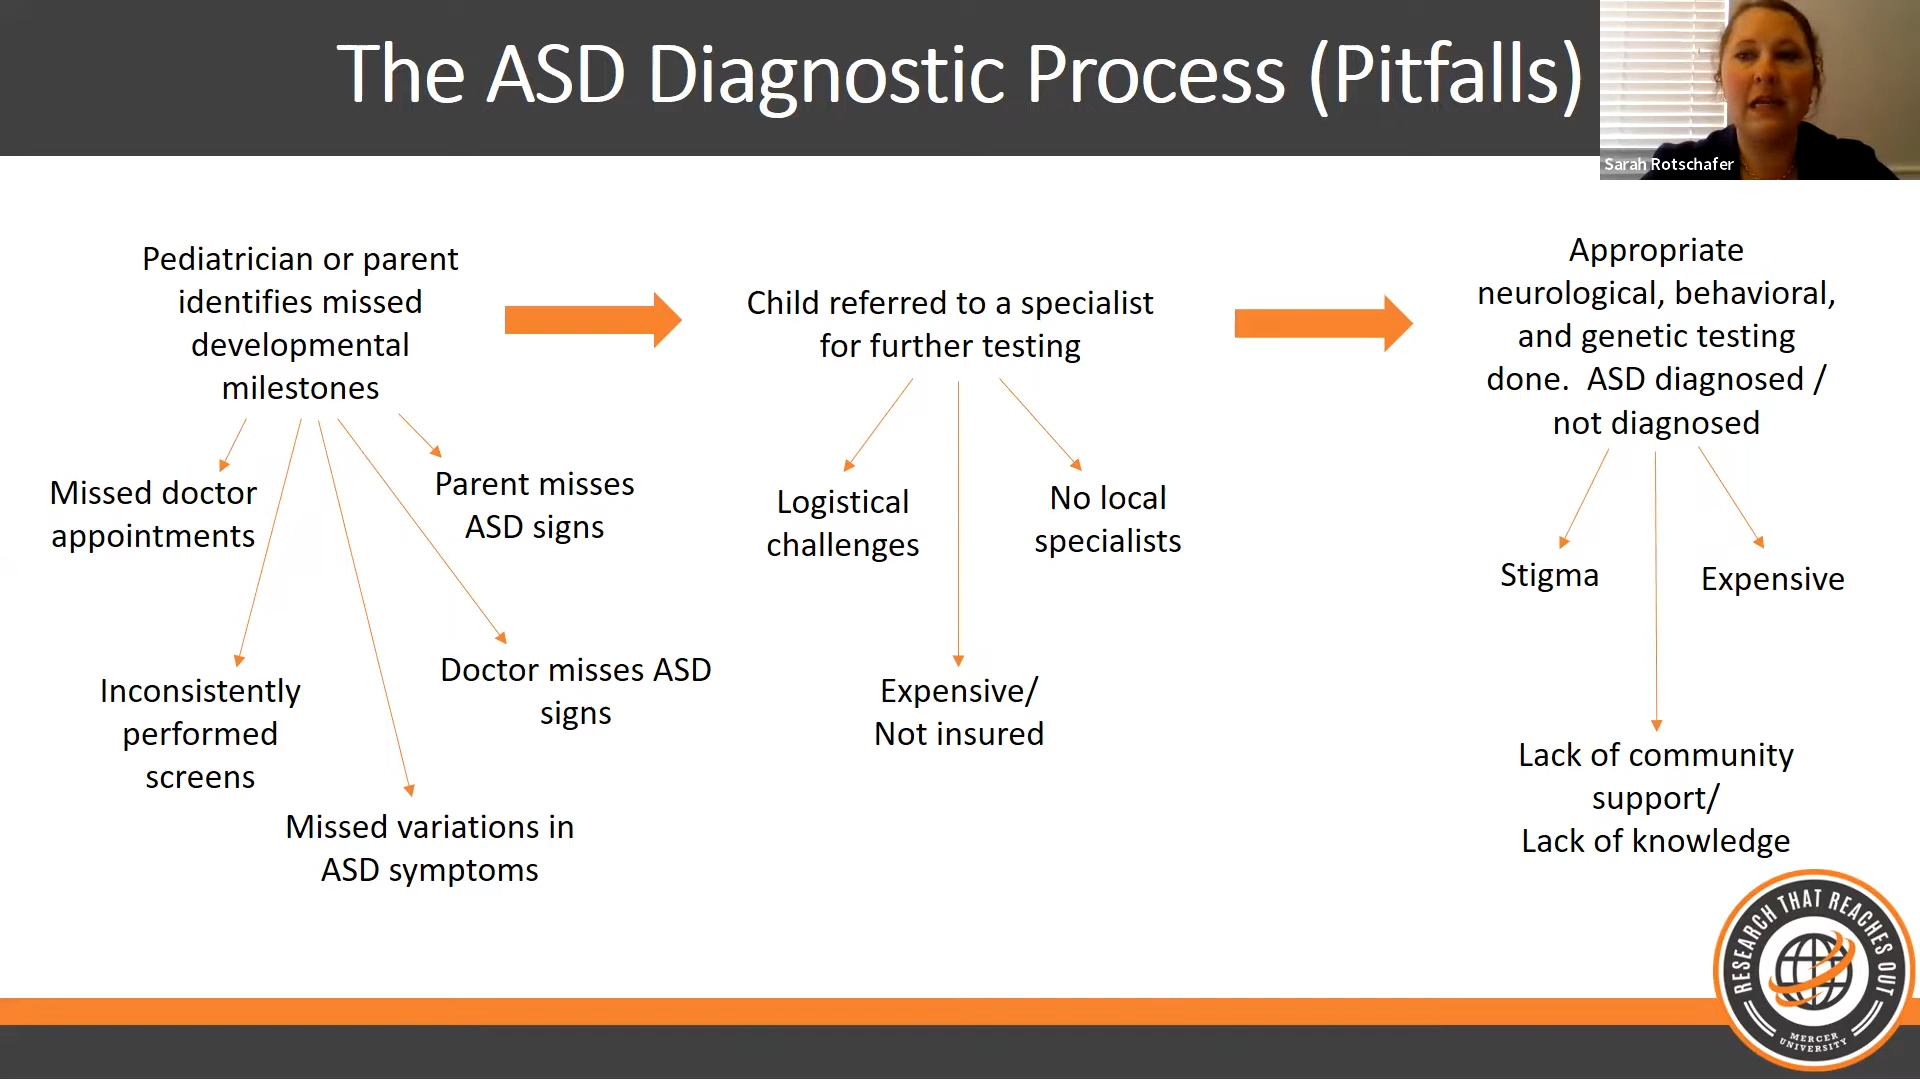 The ASD Diagnostic Process (Pitfalls)
Sarah Rotschafer
Pediatrician or parent
identifies missed
developmental
milestones
Child referred to a specialist
for further testing
Appropriate
neurological, behavioral,
and genetic testing
done.  ASD diagnosed /
not diagnosed
Missed doctor
appointments
Parent misses
ASD signs
Inconsistently
performed
screens
Doctor misses ASD
signs
Missed variations in
ASD symptoms
Logistical
challenges
No local
specialists
Expensive/
Not insured
Stigma
Expensive
Lack of community
support/
Lack of knowledge
RESEARCH THAT REACHES OUT
MERCER
UNIVERSITY